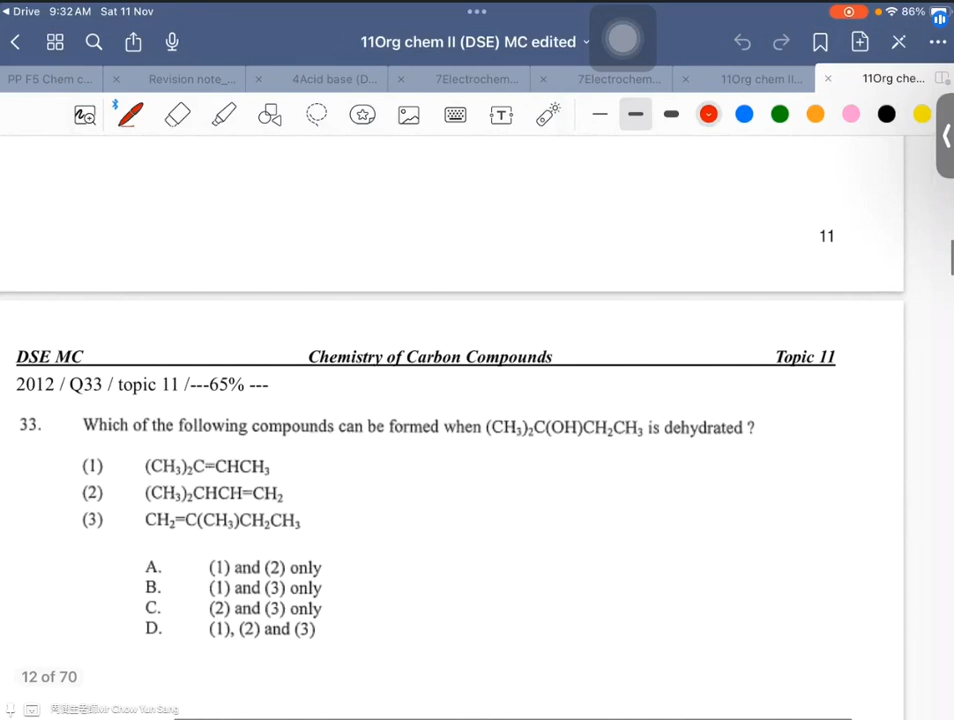 Drive 9:32 AM Sat 11 Nov 86%
11Org chem II (DSE) MC edited
PP F5 Chem c... Revision note_... 4Acid base (D... 7Electrochem... 7Electrochem... 11Org chem II... 11Org che...
11
DSE MC Chemistry of Carbon Compounds Topic 11
2012 / Q33 / topic 11 /---65% ---
33. Which of the following compounds can be formed when (CH₃)₂C(OH)CH₂CH₃ is dehydrated ?
(1) (CH₃)₂C=CHCH₃
(2) (CH₃)₂CHCH=CH₂
(3) CH₂=C(CH₃)CH₂CH₃
A. (1) and (2) only
B. (1) and (3) only
C. (2) and (3) only
D. (1), (2) and (3)
12 of 70
Mr Chow Yun Sang